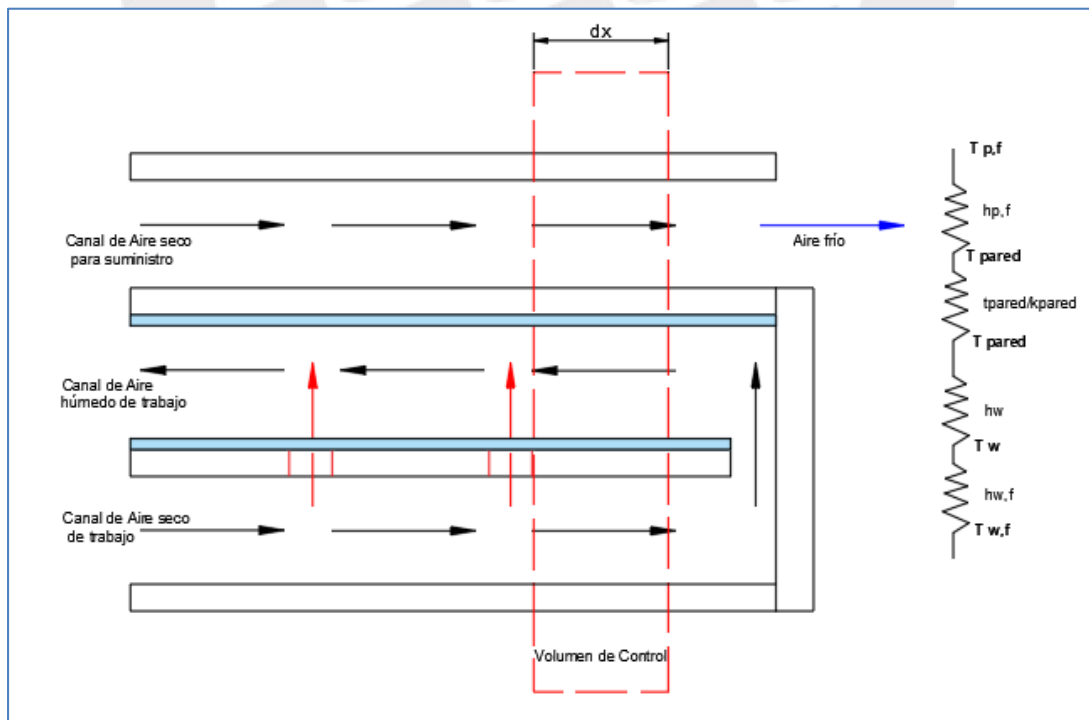 dx
Canal de Aire seco
para suministro
Aire frío
Canal de Aire
húmedo de trabajo
Canal de Aire seco
de trabajo
Volumen de Control
T p,f
hp,f
T pared
tpared/kpared
T pared
hw
T w
hw,f
T w,f